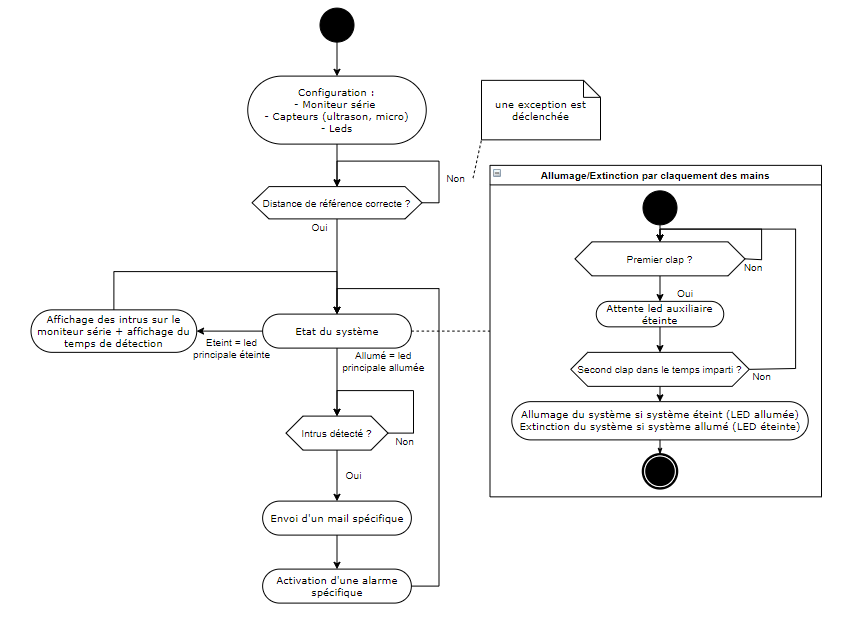 Configuration :
- Moniteur série
- Capteurs (ultrason, micro)
- Leds
une exception est
déclenchée
Non
Distance de référence correcte ?
Oui
Affichage des intrus sur le
moniteur série + affichage du
temps de détection
Eteint = led
principale éteinte
Etat du système
Allumé = led
principale allumée
Intrus détecté ?
Non
Oui
Envoi d'un mail spécifique
Activation d'une alarme
spécifique
Allumage/Extinction par claquement des mains
Premier clap ?
Non
Oui
Attente led auxiliaire
éteinte
Second clap dans le temps imparti ?
Non
Allumage du système si système éteint (LED allumée)
Extinction du système si système allumé (LED éteinte)